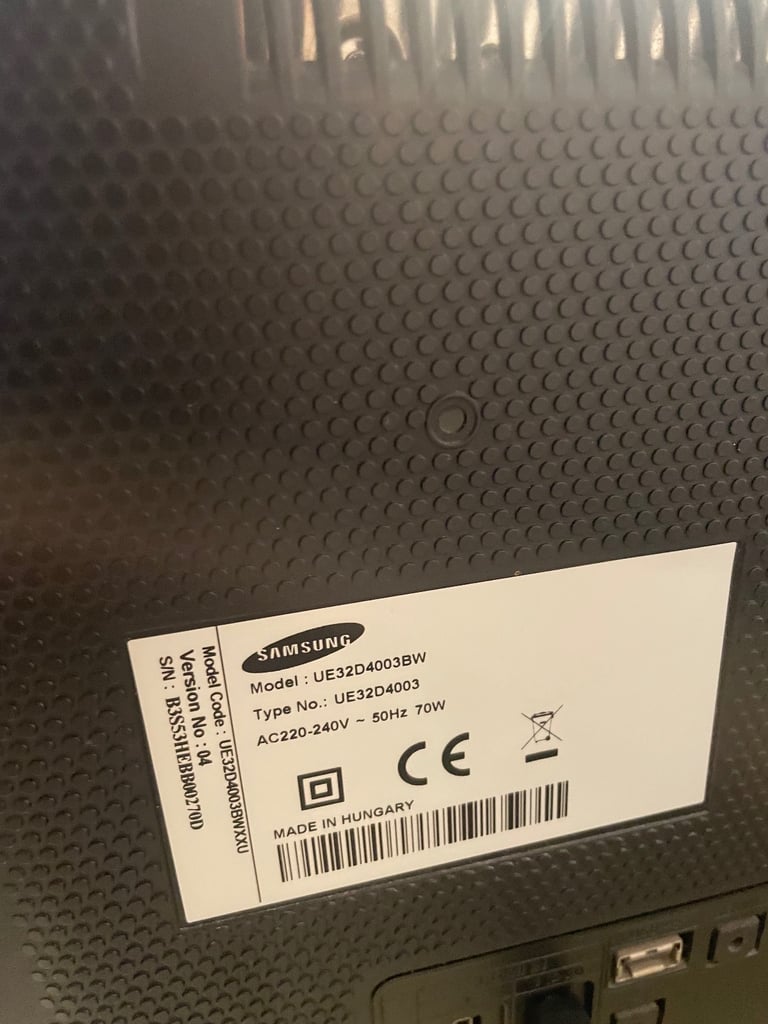 SAMSUNG
Model : UE32D4003BW
Type No.: UE32D4003
AC220-240V ~ 50Hz 70W
CE
MADE IN HUNGARY
Model Code : UE32D4003BWXXU
Version No : 04
S/N : B3S53HEBB00270D